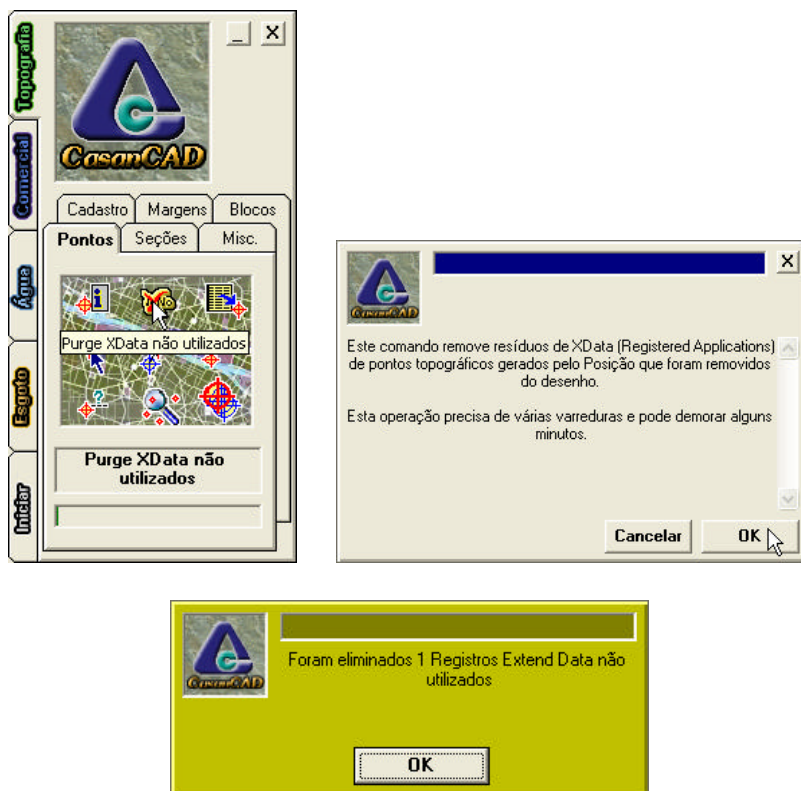 Topografia
Comercial
Água
Esgoto
Iniciar
CasanCAD
Cadastro Margens Blocos
Pontos Seções Misc.
Purge XData não utilizados
Purge XData não
utilizados
CasanCAD
Este comando remove resíduos de XData (Registered Applications)
de pontos topográficos gerados pelo Posição que foram removidos
do desenho.
Esta operação precisa de várias varreduras e pode demorar alguns
minutos.
Cancelar OK
CasanCAD
Foram eliminados 1 Registros Extend Data não
utilizados
OK